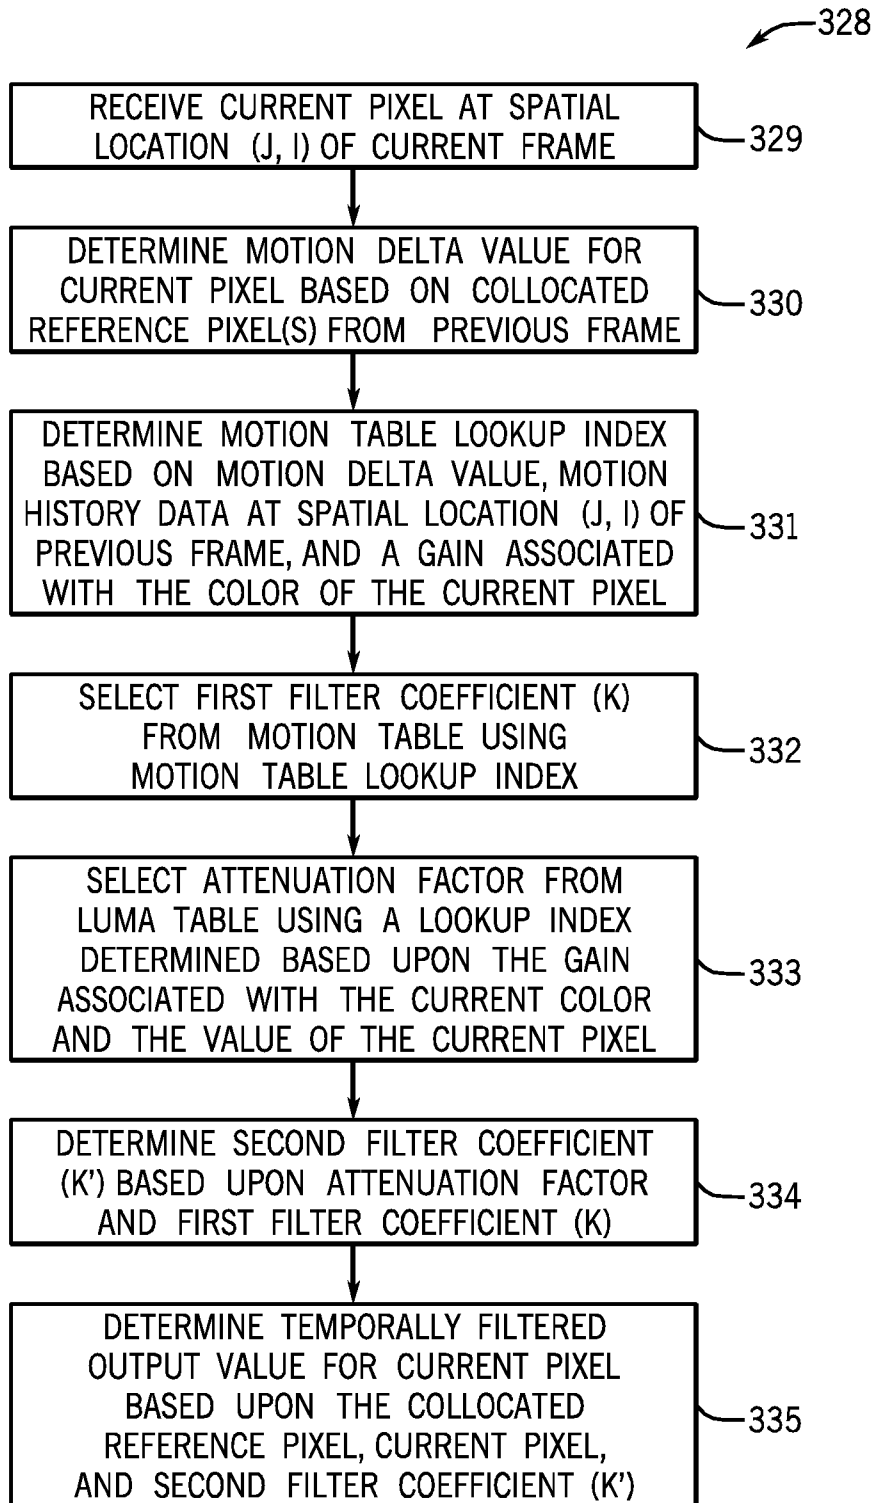 328
RECEIVE CURRENT PIXEL AT SPATIAL
LOCATION (J, I) OF CURRENT FRAME
329
DETERMINE MOTION DELTA VALUE FOR
CURRENT PIXEL BASED ON COLLOCATED
REFERENCE PIXEL(S) FROM PREVIOUS FRAME
330
DETERMINE MOTION TABLE LOOKUP INDEX
BASED ON MOTION DELTA VALUE, MOTION
HISTORY DATA AT SPATIAL LOCATION (J, I) OF
PREVIOUS FRAME, AND A GAIN ASSOCIATED
WITH THE COLOR OF THE CURRENT PIXEL
331
SELECT FIRST FILTER COEFFICIENT (K)
FROM MOTION TABLE USING
MOTION TABLE LOOKUP INDEX
332
SELECT ATTENUATION FACTOR FROM
LUMA TABLE USING A LOOKUP INDEX
DETERMINED BASED UPON THE GAIN
ASSOCIATED WITH THE CURRENT COLOR
AND THE VALUE OF THE CURRENT PIXEL
333
DETERMINE SECOND FILTER COEFFICIENT
(K') BASED UPON ATTENUATION FACTOR
AND FIRST FILTER COEFFICIENT (K)
334
DETERMINE TEMPORALLY FILTERED
OUTPUT VALUE FOR CURRENT PIXEL
BASED UPON THE COLLOCATED
REFERENCE PIXEL, CURRENT PIXEL,
AND SECOND FILTER COEFFICIENT (K')
335